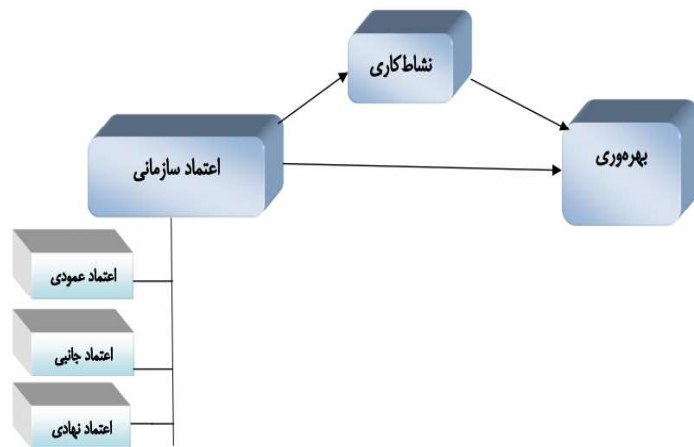 نشاط‌کاری
اعتماد سازمانی
بهره‌وری
اعتماد عمودی
اعتماد جانبی
اعتماد نهادی